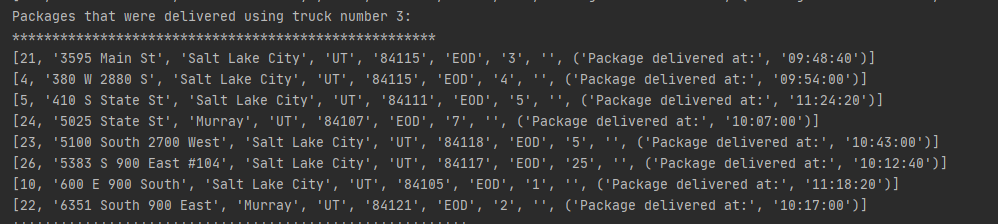 Packages that were delivered using truck number 3:
*****************************************************
[21, '3595 Main St', 'Salt Lake City', 'UT', '84115', 'EOD', '3', '', ('Package delivered at:', '09:48:40')]
[4, '380 W 2880 S', 'Salt Lake City', 'UT', '84115', 'EOD', '4', '', ('Package delivered at:', '09:54:00')]
[5, '410 S State St', 'Salt Lake City', 'UT', '84111', 'EOD', '5', '', ('Package delivered at:', '11:24:20')]
[24, '5025 State St', 'Murray', 'UT', '84107', 'EOD', '7', '', ('Package delivered at:', '10:07:00')]
[23, '5100 South 2700 West', 'Salt Lake City', 'UT', '84118', 'EOD', '5', '', ('Package delivered at:', '10:43:00')]
[26, '5383 S 900 East #104', 'Salt Lake City', 'UT', '84117', 'EOD', '25', '', ('Package delivered at:', '10:12:40')]
[10, '600 E 900 South', 'Salt Lake City', 'UT', '84105', 'EOD', '1', '', ('Package delivered at:', '11:18:20')]
[22, '6351 South 900 East', 'Murray', 'UT', '84121', 'EOD', '2', '', ('Package delivered at:', '10:17:00')]